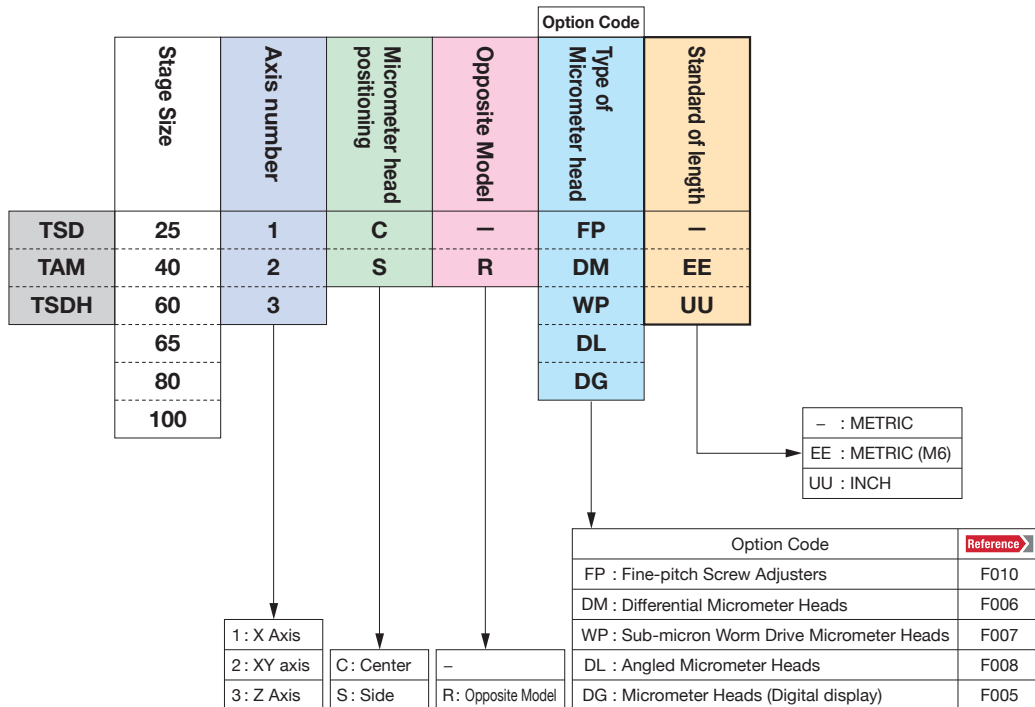 Option Code
Stage Size
Axis number
Micrometer head
positioning
Opposite Model
Type of
Micrometer head
Standard of length
TSD 25 1 C – FP –
TAM 40 2 S R DM EE
TSDH 60 3 WP UU
65 DL
80 DG
100
– : METRIC
EE : METRIC (M6)
UU : INCH
Option Code Reference
FP : Fine-pitch Screw Adjusters F010
DM : Differential Micrometer Heads F006
WP : Sub-micron Worm Drive Micrometer Heads F007
DL : Angled Micrometer Heads F008
DG : Micrometer Heads (Digital display) F005
1 : X Axis
2 : XY axis
3 : Z Axis
C : Center
S : Side
–
R : Opposite Model